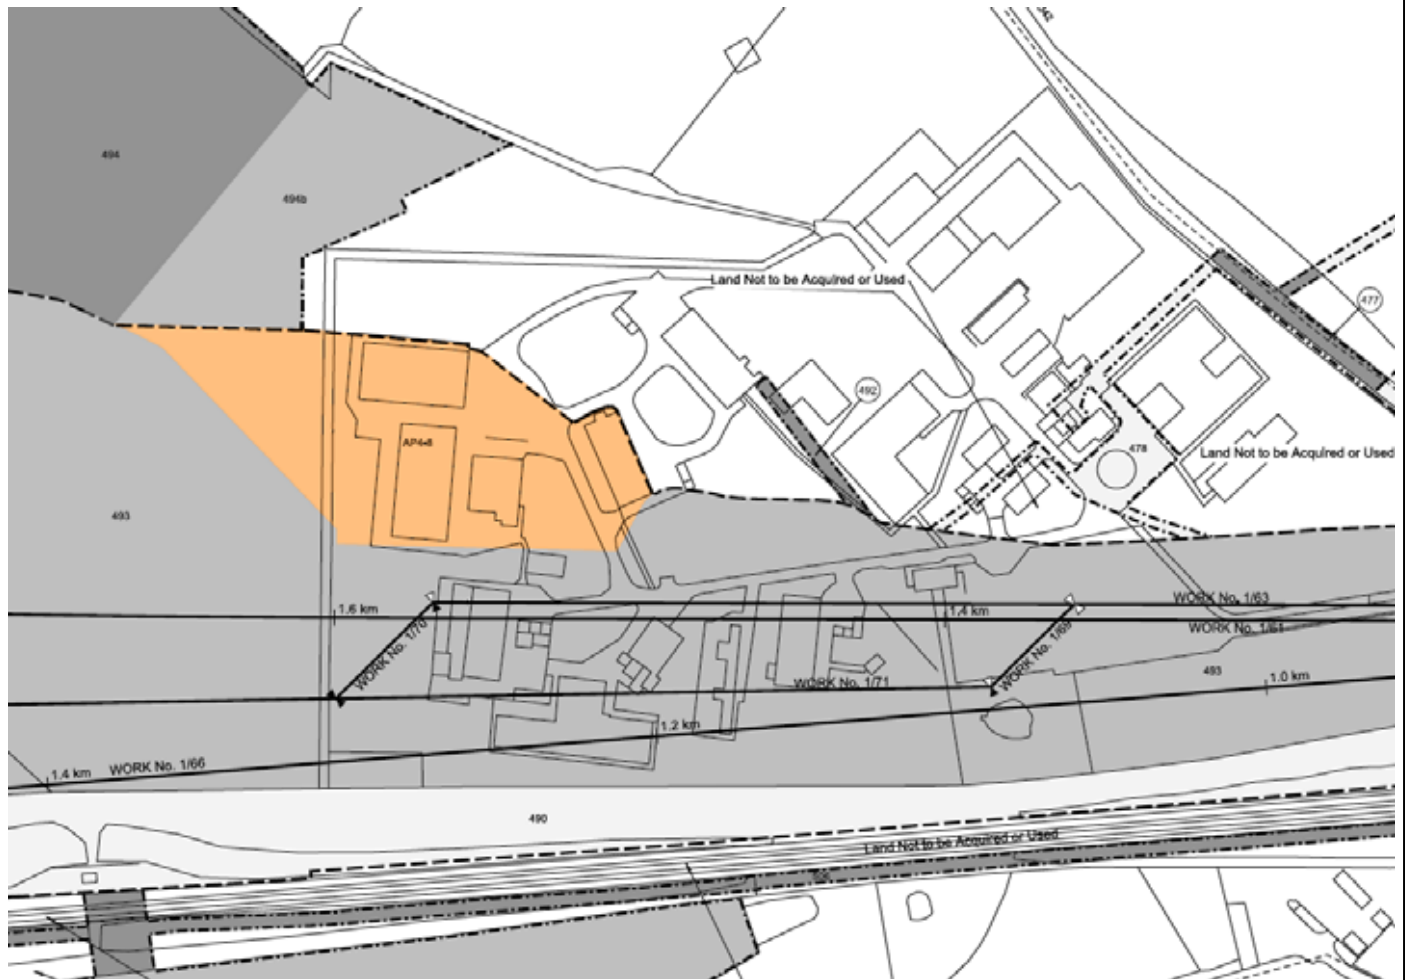 342
494
494b
Land Not to be Acquired or Used
477
492
AP4-8
478
Land Not to be Acquired or Used
493
1.6 km
1.4 km
WORK No. 1/63
WORK No. 1/61
WORK No. 1/70
WORK No. 1/69
WORK No. 1/71
493
1.0 km
1.2 km
1.4 km
WORK No. 1/66
490
Land Not to be Acquired or Used